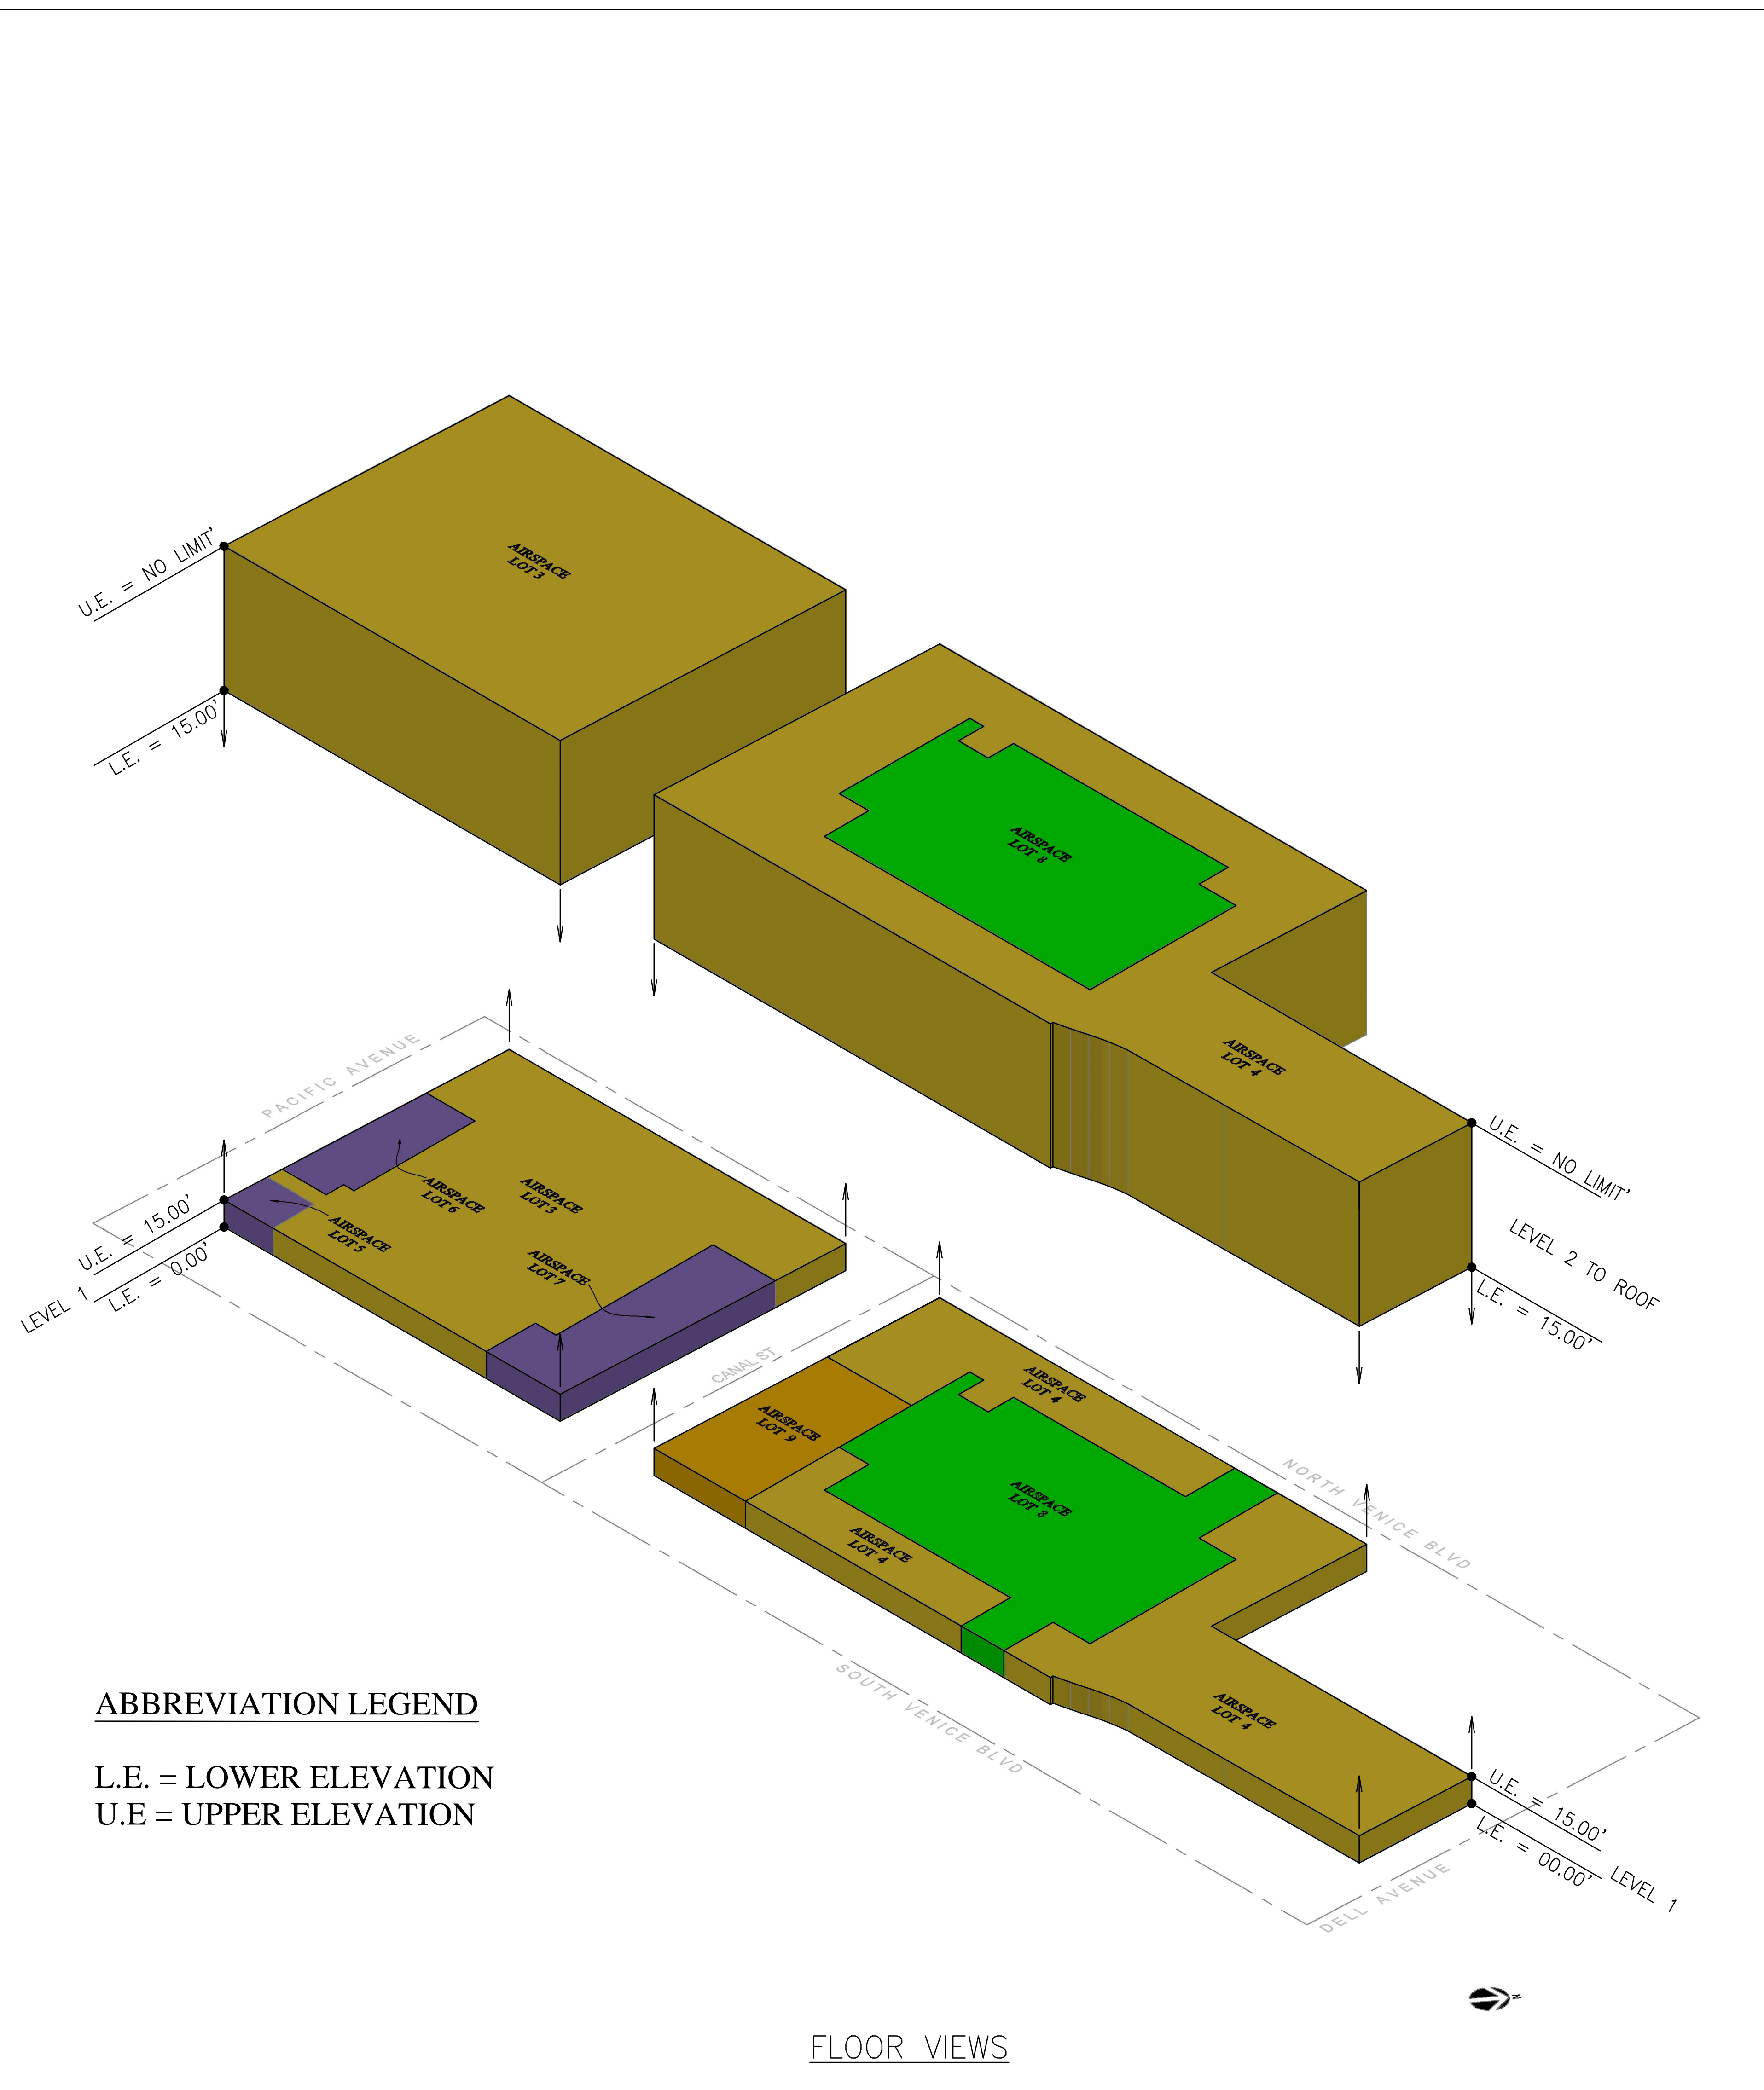 AIRSPACE
LOT 3
U.E. = NO LIMIT'
L.E. = 15.00'
AIRSPACE
LOT 8
AIRSPACE
LOT 4
U.E. = NO LIMIT'
LEVEL 2 TO ROOF
L.E. = 15.00'
PACIFIC AVENUE
AIRSPACE
LOT 6
AIRSPACE
LOT 3
AIRSPACE
LOT 5
AIRSPACE
LOT 7
U.E. = 15.00'
LEVEL 1
L.E. = 0.00'
CANAL ST
AIRSPACE
LOT 4
AIRSPACE
LOT 9
AIRSPACE
LOT 8
AIRSPACE
LOT 4
NORTH VENICE BLVD
SOUTH VENICE BLVD
AIRSPACE
LOT 4
U.E. = 15.00'
L.E. = 00.00'
LEVEL 1
DELL AVENUE
ABBREVIATION LEGEND
L.E. = LOWER ELEVATION
U.E = UPPER ELEVATION
N
FLOOR VIEWS